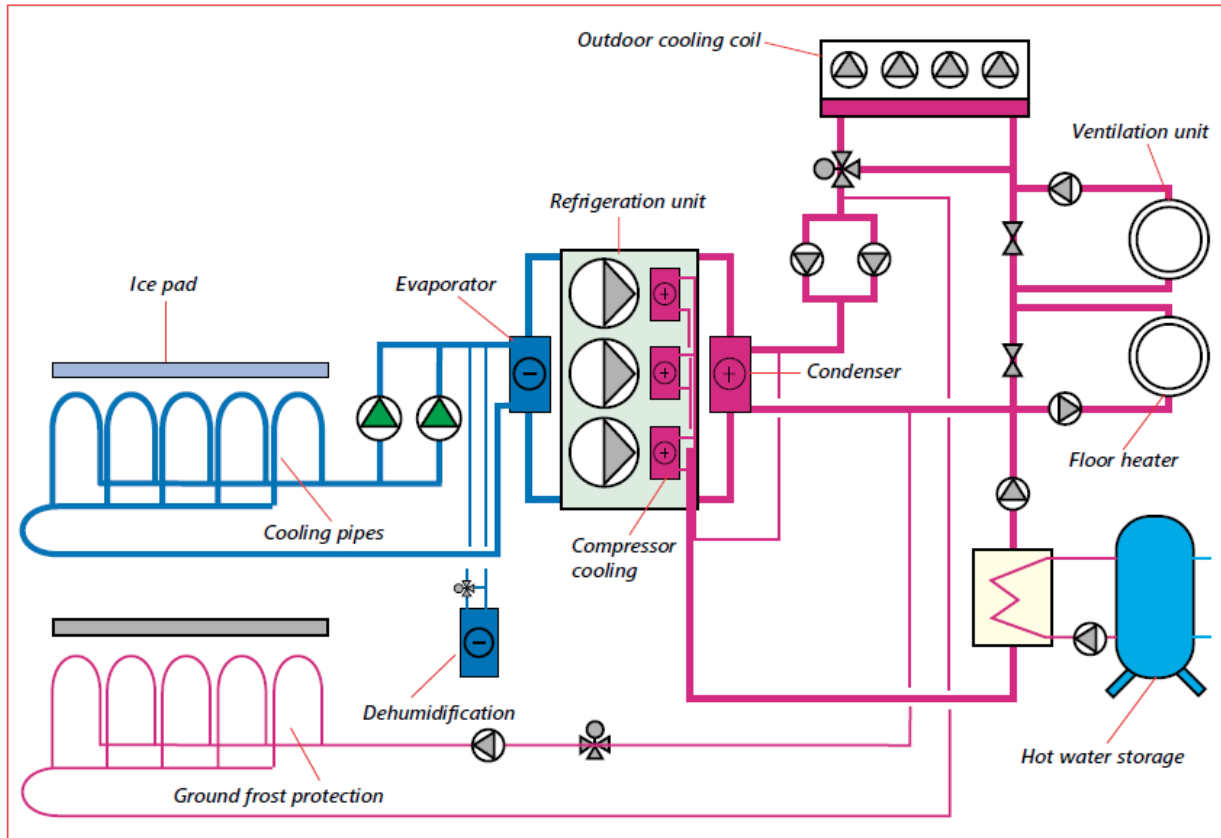 Outdoor cooling coil
Ventilation unit
Refrigeration unit
Ice pad
Evaporator
Condenser
Floor heater
Cooling pipes
Compressor
cooling
Dehumidification
Hot water storage
Ground frost protection